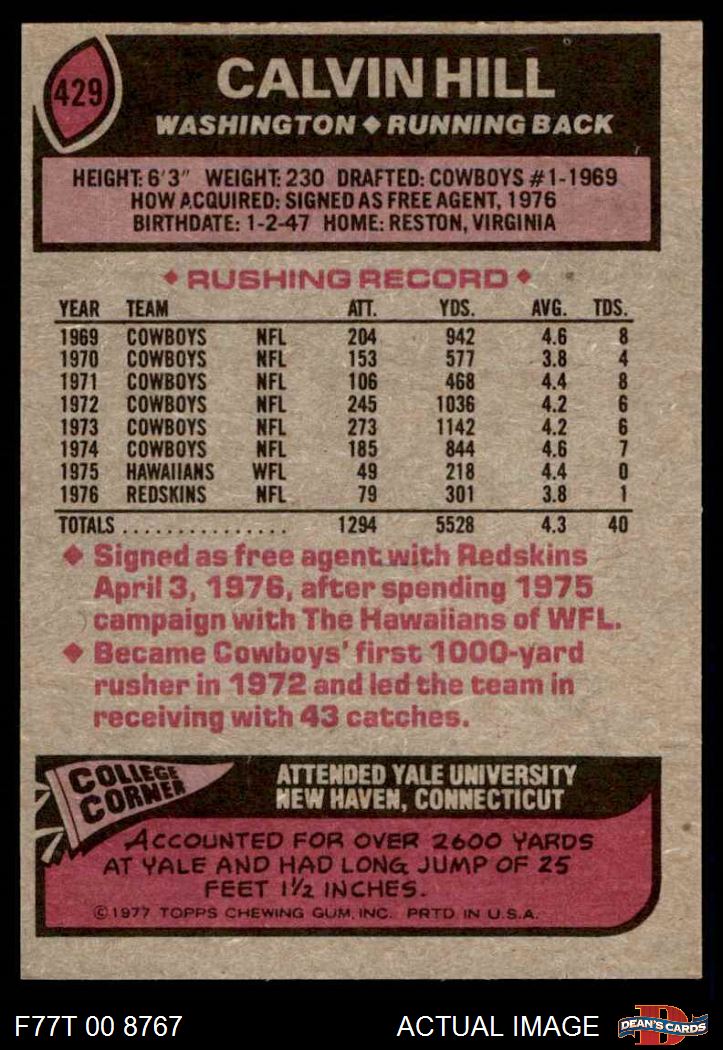 429
CALVIN HILL
WASHINGTON ♦ RUNNING BACK
HEIGHT: 6'3" WEIGHT: 230 DRAFTED: COWBOYS #1-1969
HOW ACQUIRED: SIGNED AS FREE AGENT, 1976
BIRTHDATE: 1-2-47 HOME: RESTON, VIRGINIA
♦ RUSHING RECORD ♦
YEAR TEAM ATT. YDS. AVG. TDS.
1969 COWBOYS NFL 204 942 4.6 8
1970 COWBOYS NFL 153 577 3.8 4
1971 COWBOYS NFL 106 468 4.4 8
1972 COWBOYS NFL 245 1036 4.2 6
1973 COWBOYS NFL 273 1142 4.2 6
1974 COWBOYS NFL 185 844 4.6 7
1975 HAWAIIANS WFL 49 218 4.4 0
1976 REDSKINS NFL 79 301 3.8 1
TOTALS ............... 1294 5528 4.3 40
♦ Signed as free agent with Redskins
April 3, 1976, after spending 1975
campaign with The Hawaiians of WFL.
♦ Became Cowboys' first 1000-yard
rusher in 1972 and led the team in
receiving with 43 catches.
COLLEGE
CORNER
ATTENDED YALE UNIVERSITY
NEW HAVEN, CONNECTICUT
ACCOUNTED FOR OVER 2600 YARDS
AT YALE AND HAD LONG JUMP OF 25
FEET 1½ INCHES.
©1977 TOPPS CHEWING GUM, INC. PRTD. IN U.S.A.
F77T 00 8767
ACTUAL IMAGE
D
DEAN'S CARDS